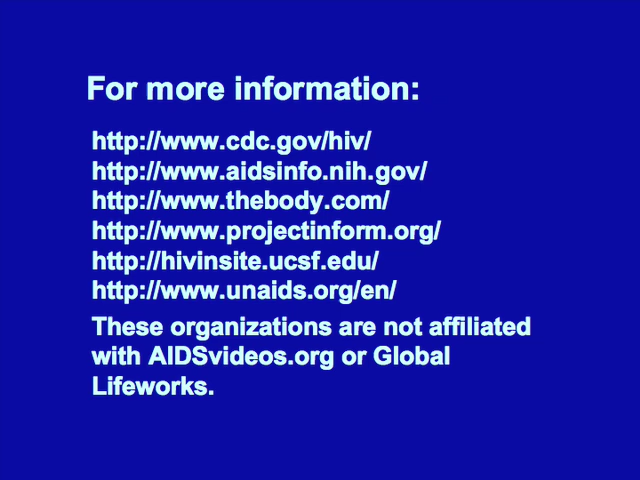 For more information:
http://www.cdc.gov/hiv/
http://www.aidsinfo.nih.gov/
http://www.thebody.com/
http://www.projectinform.org/
http://hivinsite.ucsf.edu/
http://www.unaids.org/en/
These organizations are not affiliated
with AIDSvideos.org or Global
Lifeworks.